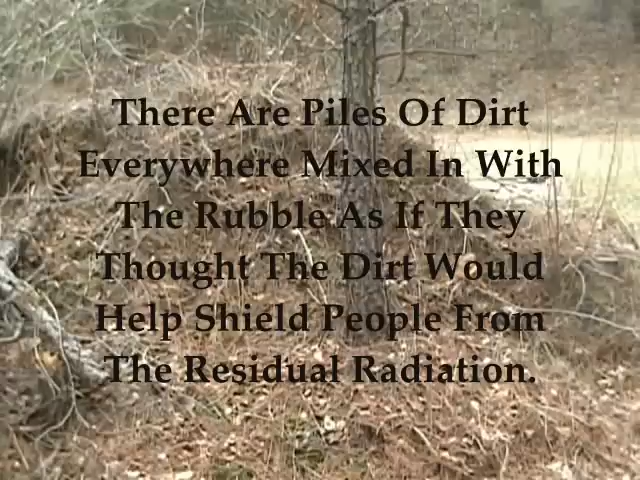 There Are Piles Of Dirt
Everywhere Mixed In With
The Rubble As If They
Thought The Dirt Would
Help Shield People From
The Residual Radiation.